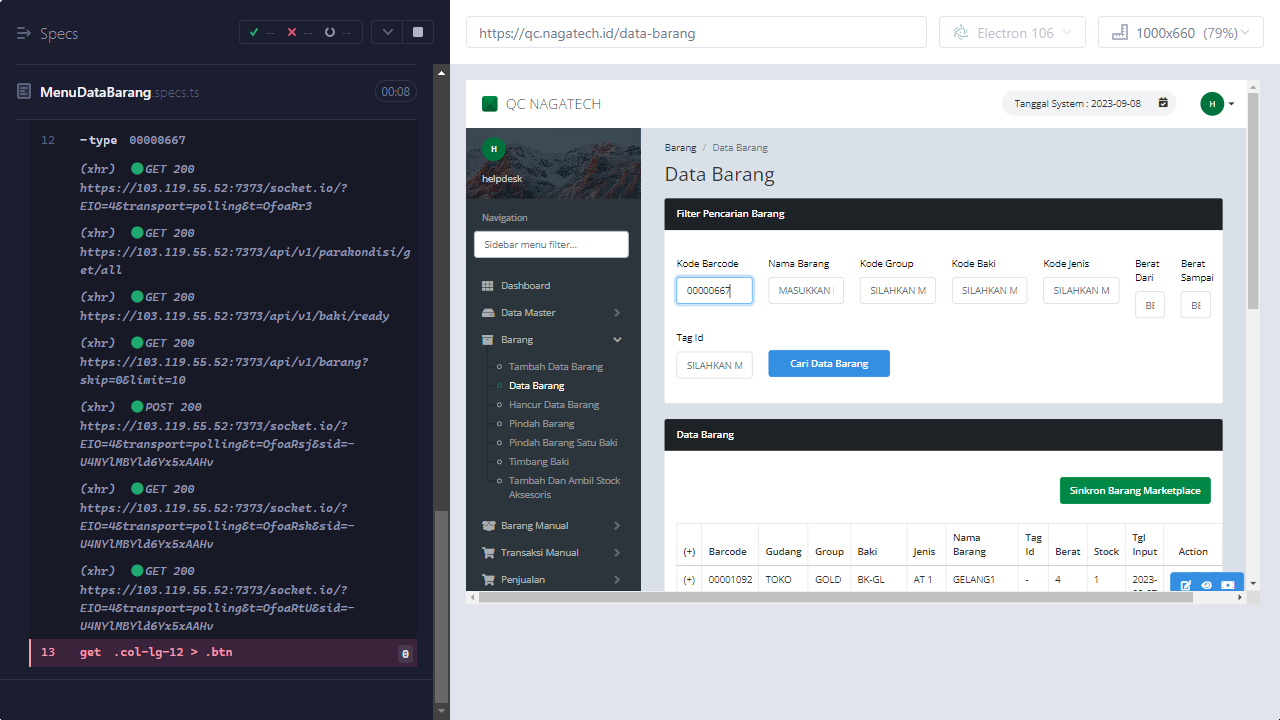 Specs
--
--
--
https://qc.nagatech.id/data-barang
Electron 106
1000x660 (79%)
MenuDataBarang.specs.ts
00:08
12 -type 00000667
(xhr) GET 200
https://103.119.55.52:7373/socket.io/?
EIO=4&transport=polling&t=OfoaRr3
(xhr) GET 200
https://103.119.55.52:7373/api/v1/parakondisi/g
et/all
(xhr) GET 200
https://103.119.55.52:7373/api/v1/baki/ready
(xhr) GET 200
https://103.119.55.52:7373/api/v1/barang?
skip=0&limit=10
(xhr) POST 200
https://103.119.55.52:7373/socket.io/?
EIO=4&transport=polling&t=OfoaRsj&sid=-
U4NYlMBYld6Yx5xAAHv
(xhr) GET 200
https://103.119.55.52:7373/socket.io/?
EIO=4&transport=polling&t=OfoaRsk&sid=-
U4NYlMBYld6Yx5xAAHv
(xhr) GET 200
https://103.119.55.52:7373/socket.io/?
EIO=4&transport=polling&t=OfoaRtU&sid=-
U4NYlMBYld6Yx5xAAHv
13 get .col-lg-12 > .btn 0
QC NAGATECH
Tanggal System : 2023-09-08
H
H
helpdesk
Navigation
Sidebar menu filter...
Dashboard
Data Master
Barang
Tambah Data Barang
Data Barang
Hancur Data Barang
Pindah Barang
Pindah Barang Satu Baki
Timbang Baki
Tambah Dan Ambil Stock
Aksesoris
Barang Manual
Transaksi Manual
Penjualan
Barang / Data Barang
Data Barang
Filter Pencarian Barang
Kode Barcode
00000667
Nama Barang
MASUKKAN
Kode Group
SILAHKAN M
Kode Baki
SILAHKAN M
Kode Jenis
SILAHKAN M
Berat
Dari
BE
Berat
Sampai
BE
Tag Id
SILAHKAN M
Cari Data Barang
Data Barang
Sinkron Barang Marketplace
(+) Barcode Gudang Group Baki Jenis Nama Barang Tag Id Berat Stock Tgl Input Action
(+) 00001092 TOKO GOLD BK-GL AT 1 GELANG1 - 4 1 2023-